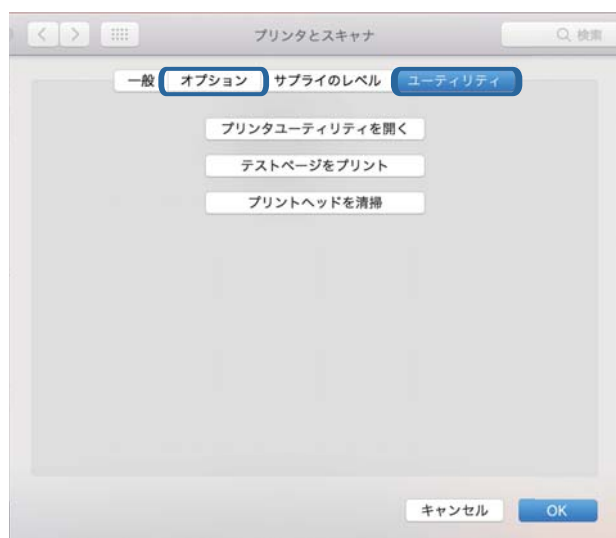 プリンタとスキャナ
検索
一般 オプション サプライのレベル ユーティリティ
プリンタユーティリティを開く
テストページをプリント
プリントヘッドを清掃
キャンセル OK